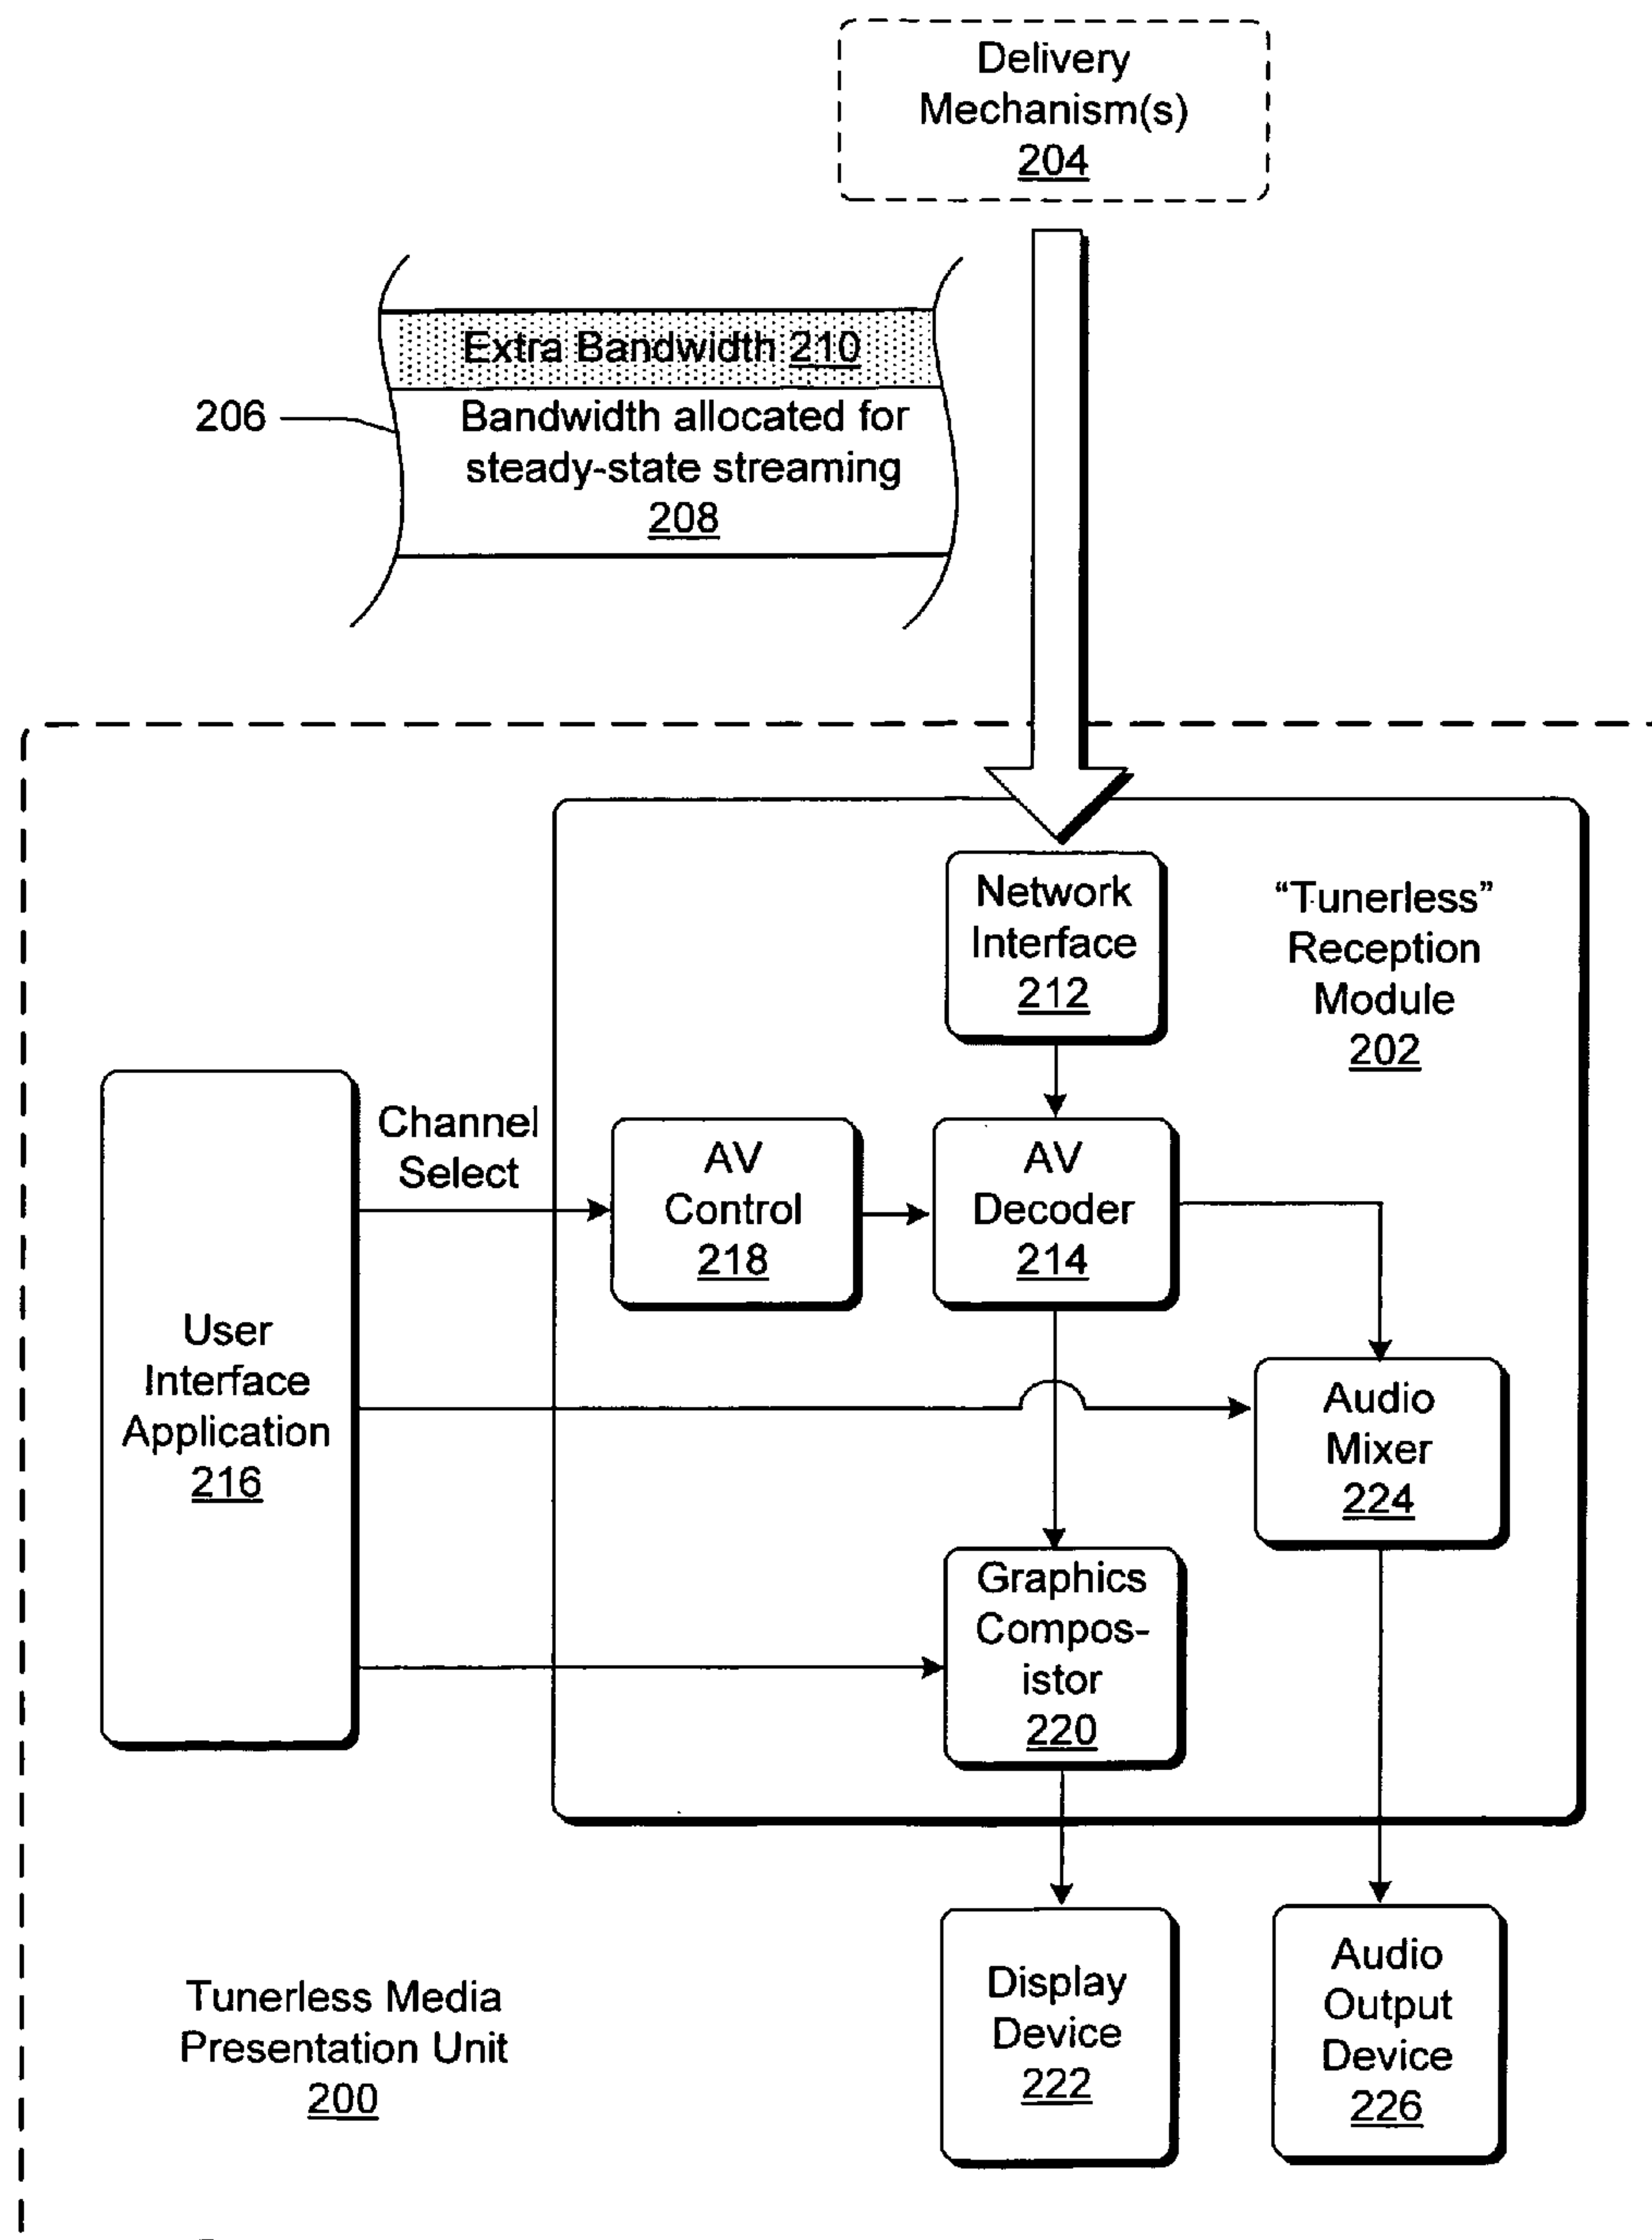 Delivery
Mechanism(s)
204
Extra Bandwidth 210
206
Bandwidth allocated for
steady-state streaming
208
Network
Interface
212
"Tunerless"
Reception
Module
202
Channel
Select
AV
Control
218
AV
Decoder
214
User
Interface
Application
216
Audio
Mixer
224
Graphics
Compos-
istor
220
Tunerless Media
Presentation Unit
200
Display
Device
222
Audio
Output
Device
226